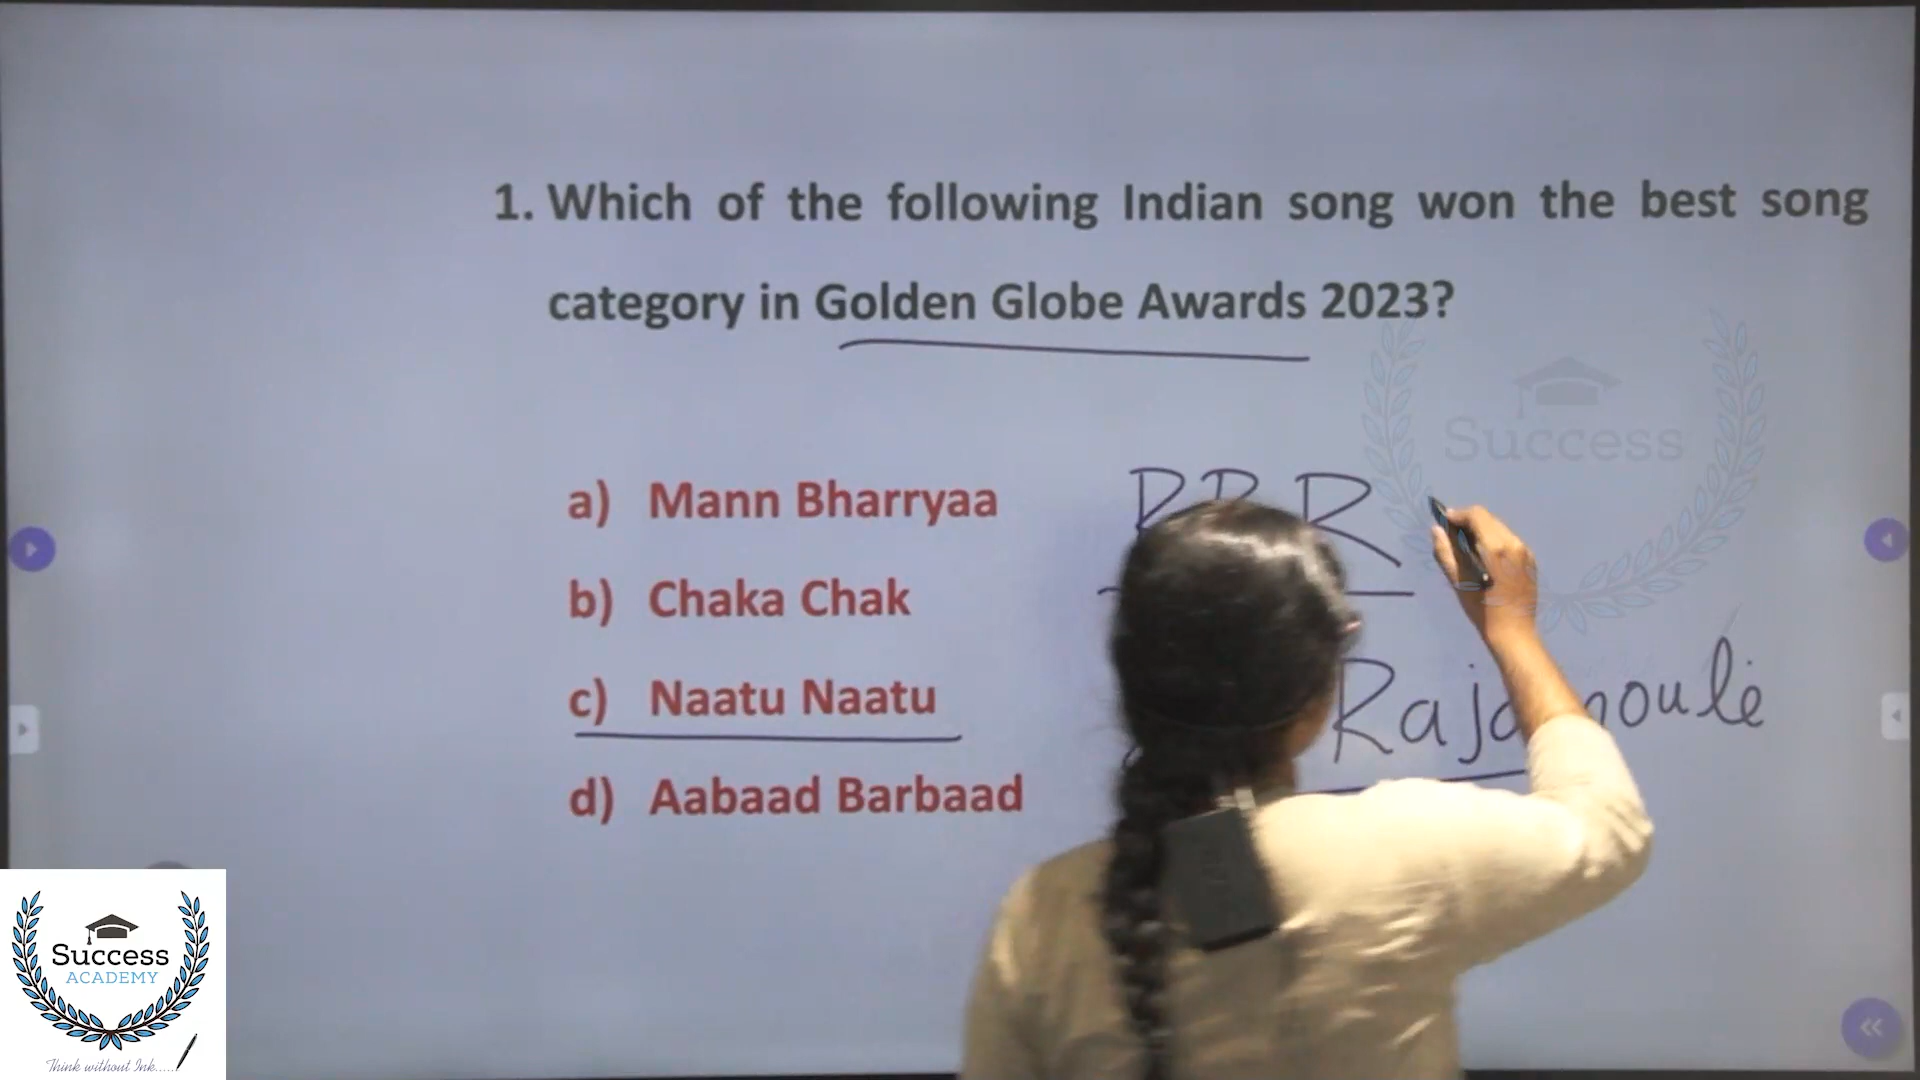 1. Which of the following Indian song won the best song
category in Golden Globe Awards 2023?
Success
a) Mann Bharryaa
RRR
b) Chaka Chak
c) Naatu Naatu
d) Aabaad Barbaad
Success
ACADEMY
Think without Ink.....